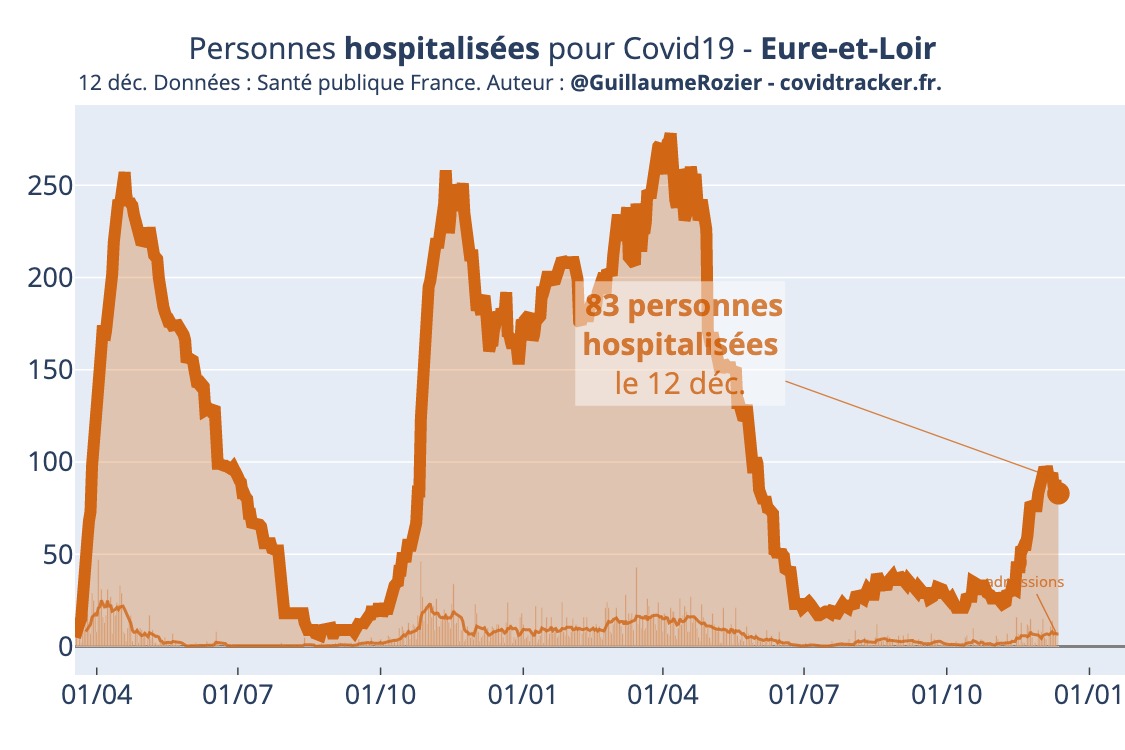 Personnes hospitalisées pour Covid19 - Eure-et-Loir
12 déc. Données : Santé publique France. Auteur : @GuillaumeRozier - covidtracker.fr.
250
200
150
100
50
0
83 personnes
hospitalisées
le 12 déc.
admissions
01/04 01/07 01/10 01/01 01/04 01/07 01/10 01/01